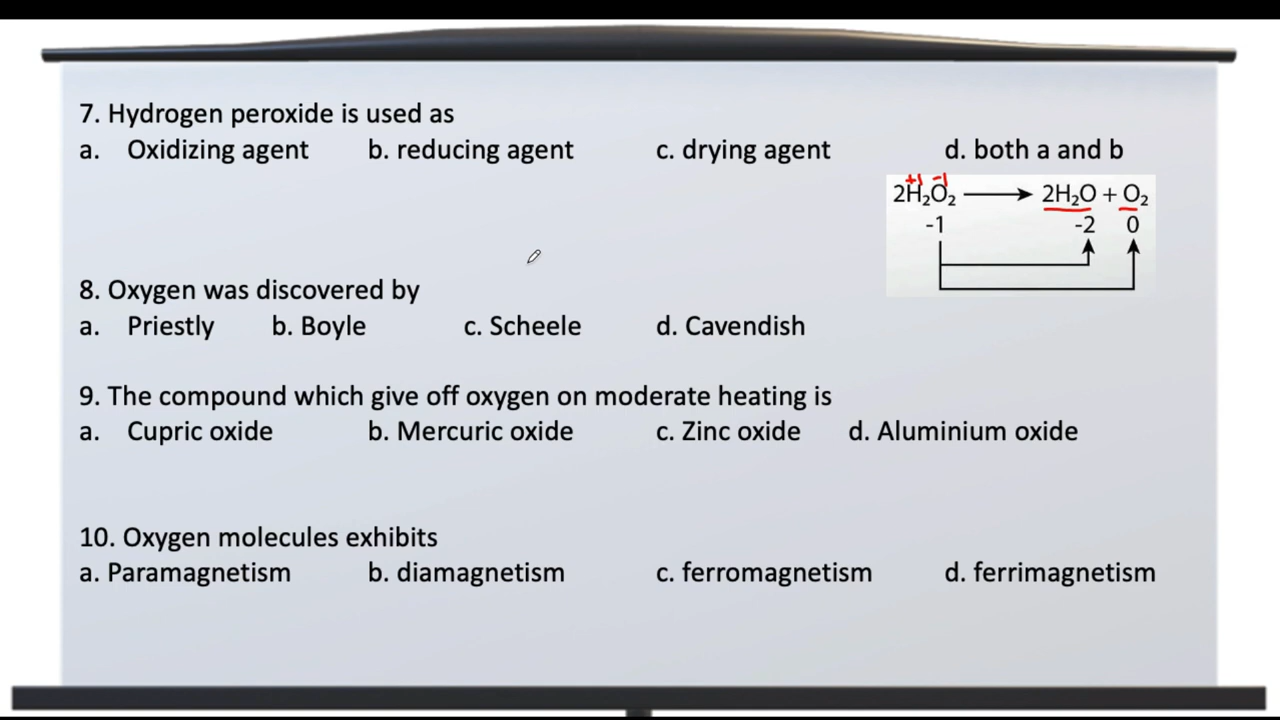 7. Hydrogen peroxide is used as
a. Oxidizing agent b. reducing agent c. drying agent d. both a and b
+1 -1
2H₂O₂ ⟶ 2H₂O + O₂
-1 -2 0
8. Oxygen was discovered by
a. Priestly b. Boyle c. Scheele d. Cavendish
9. The compound which give off oxygen on moderate heating is
a. Cupric oxide b. Mercuric oxide c. Zinc oxide d. Aluminium oxide
10. Oxygen molecules exhibits
a. Paramagnetism b. diamagnetism c. ferromagnetism d. ferrimagnetism